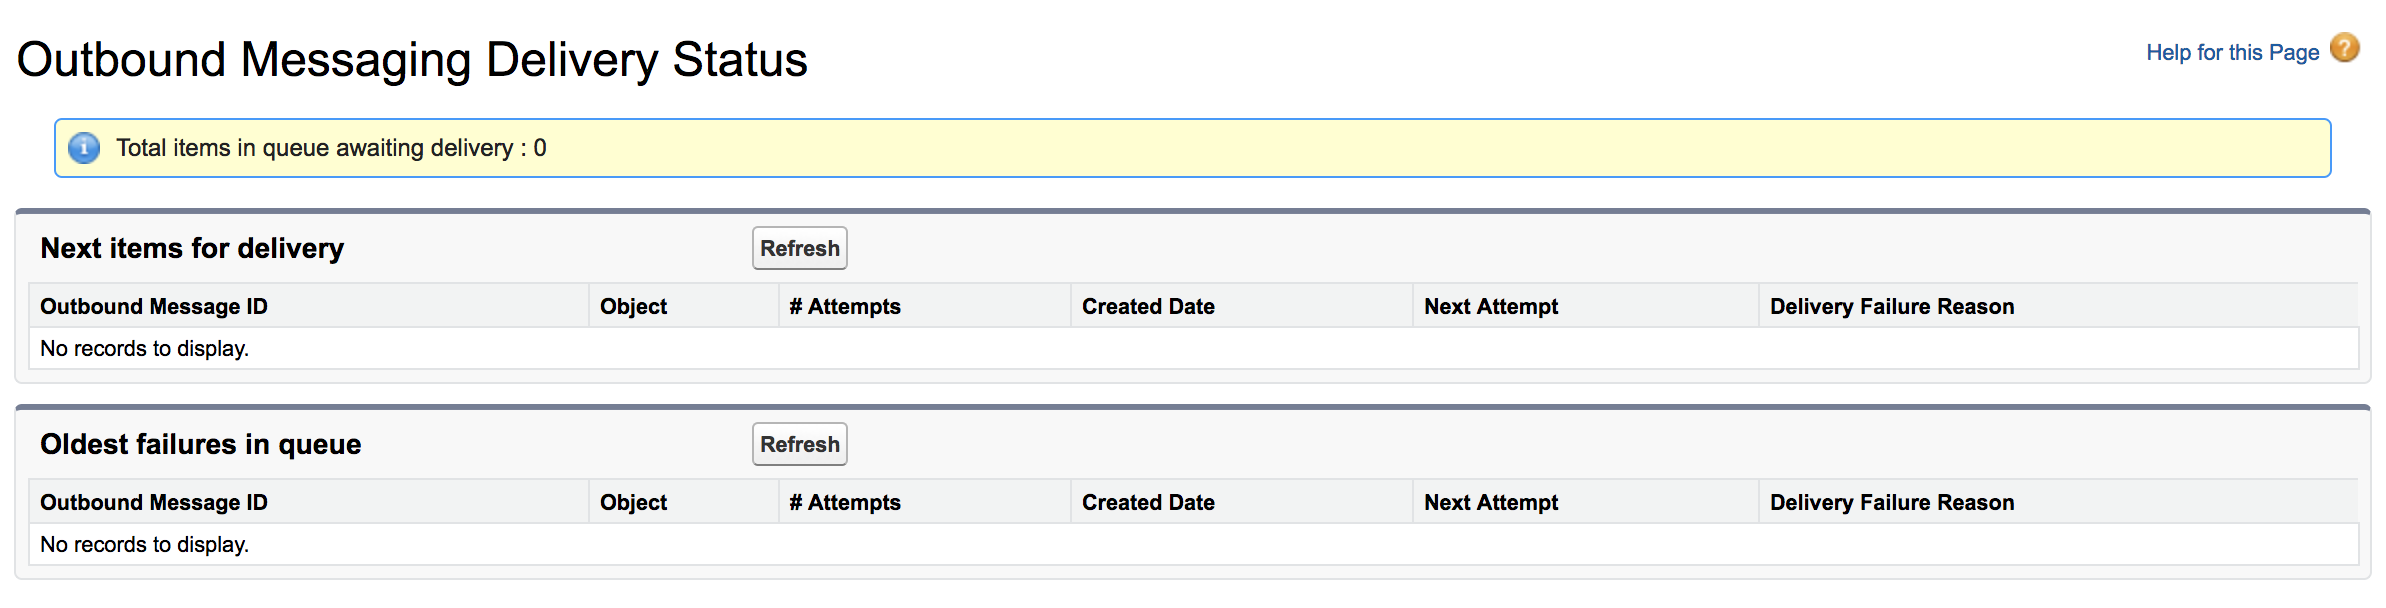 Outbound Messaging Delivery Status
Help for this Page ?
i Total items in queue awaiting delivery : 0
Next items for delivery Refresh
Outbound Message ID Object # Attempts Created Date Next Attempt Delivery Failure Reason
No records to display.
Oldest failures in queue Refresh
Outbound Message ID Object # Attempts Created Date Next Attempt Delivery Failure Reason
No records to display.